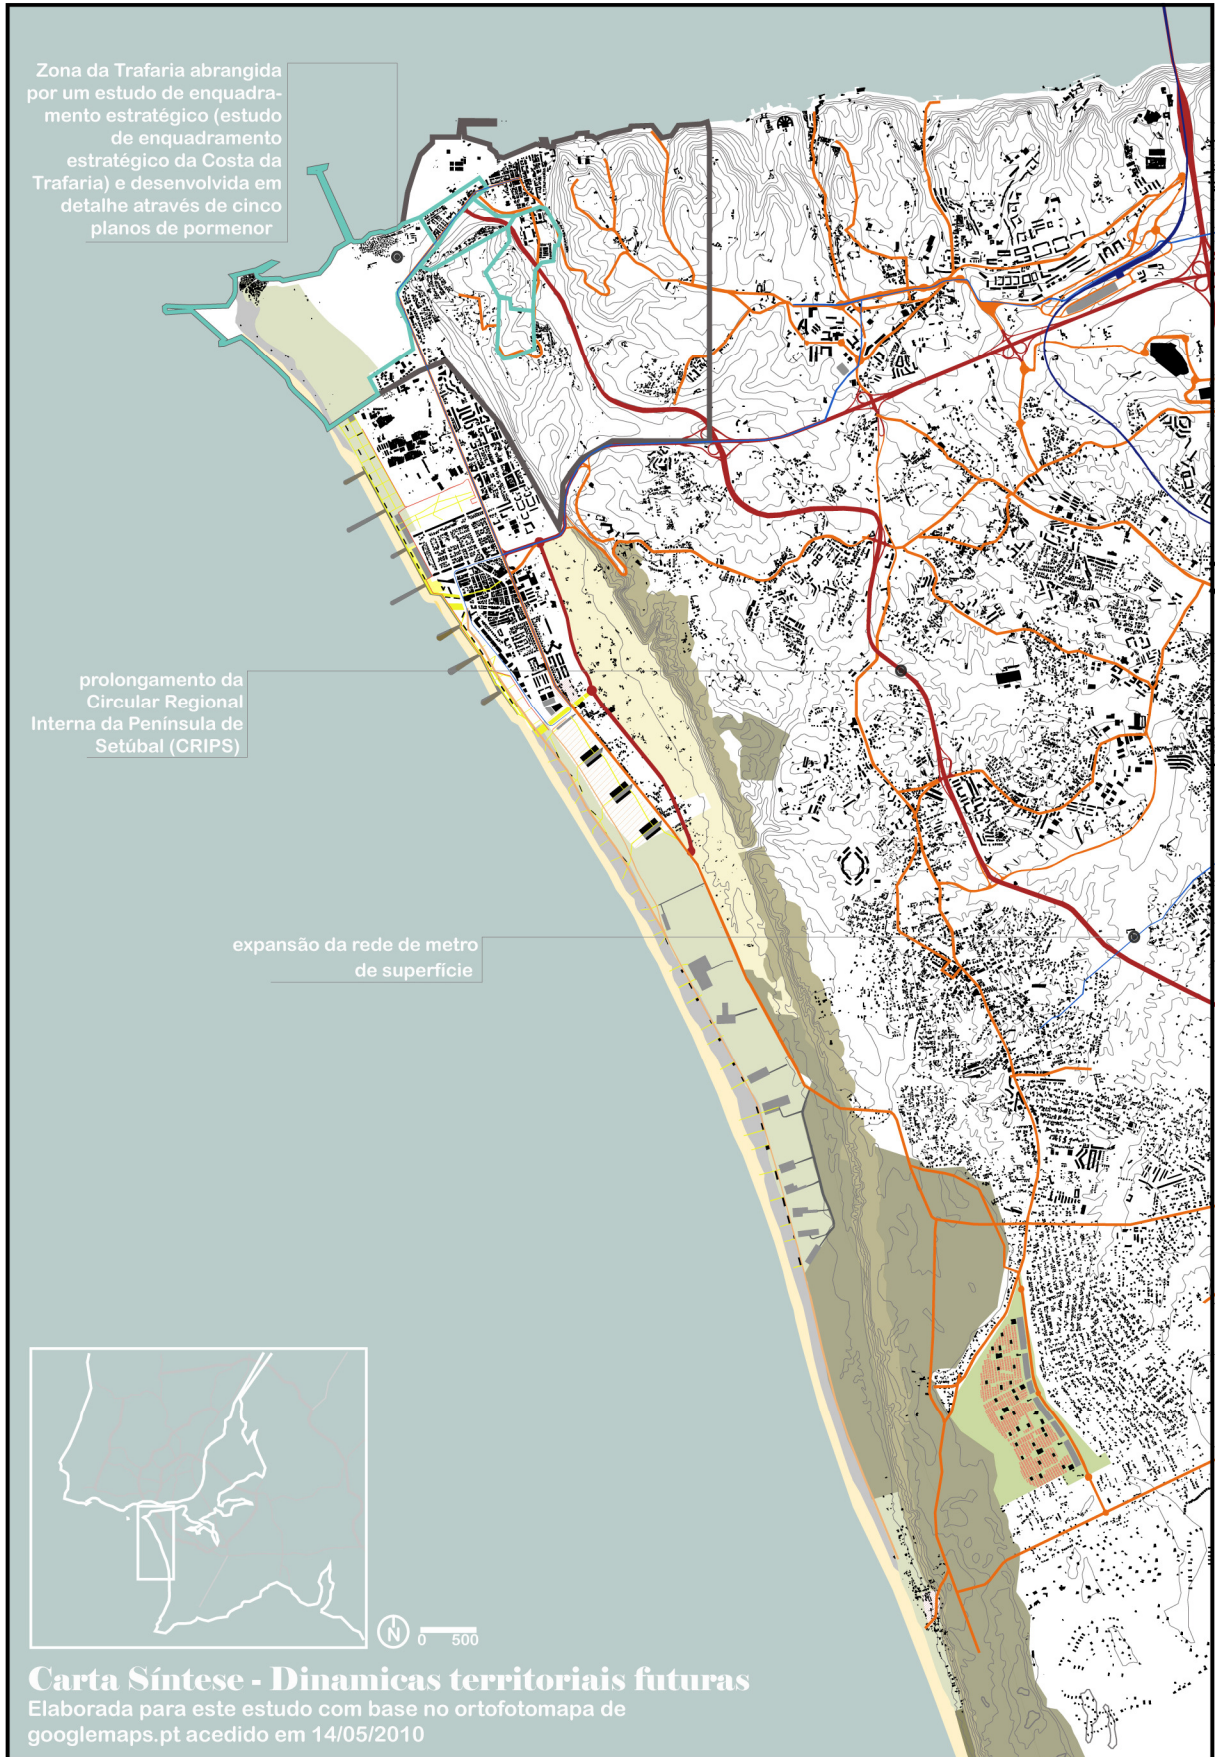 Zona da Trafaria abrangida
por um estudo de enquadra-
mento estratégico (estudo
de enquadramento
estratégico da Costa da
Trafaria) e desenvolvida em
detalhe através de cinco
planos de pormenor
prolongamento da
Circular Regional
Interna da Península de
Setúbal (CRIPS)
expansão da rede de metro
de superfície
N
0 500
Carta Síntese - Dinamicas territoriais futuras
Elaborada para este estudo com base no ortofotomapa de
googlemaps.pt acedido em 14/05/2010